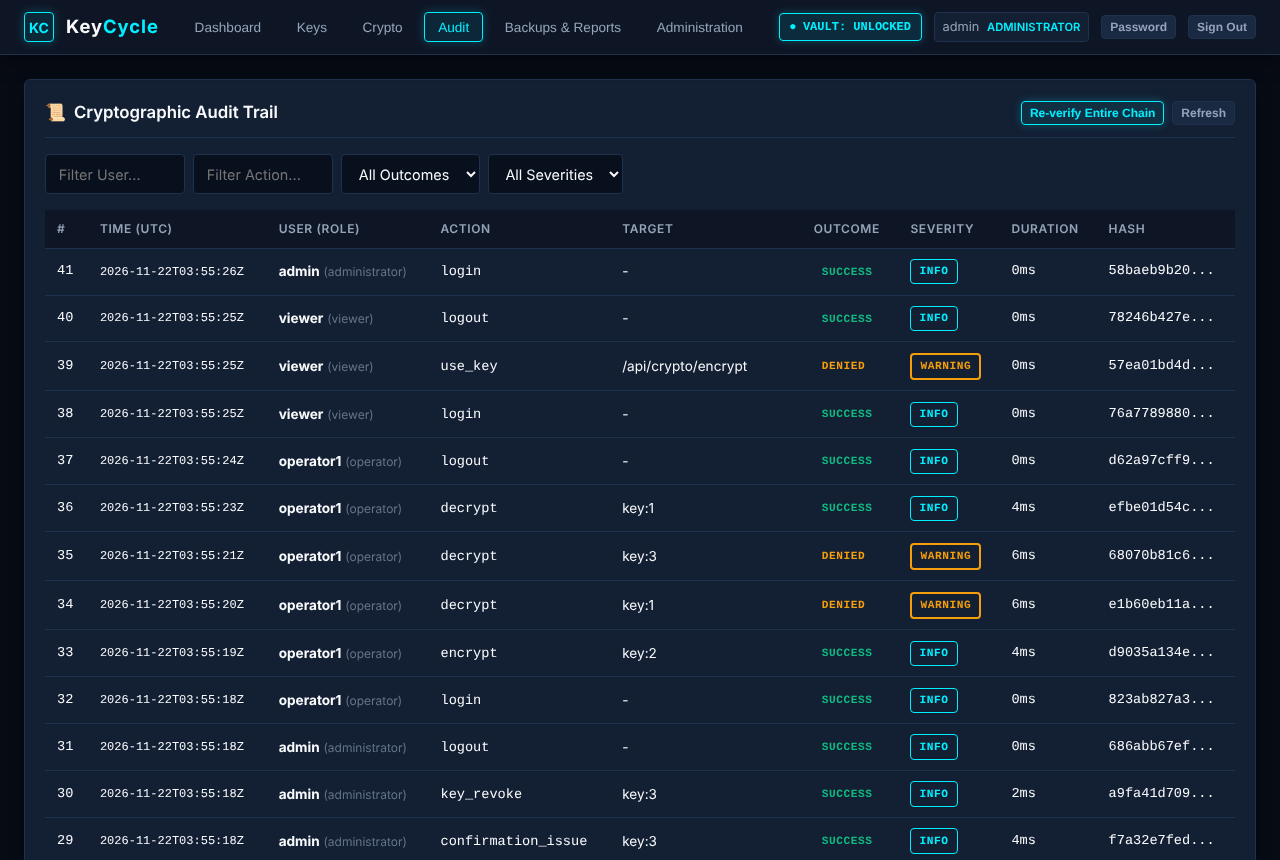 KC KeyCycle Dashboard Keys Crypto Audit Backups & Reports Administration ● VAULT: UNLOCKED admin ADMINISTRATOR Password Sign Out
📜 Cryptographic Audit Trail Re-verify Entire Chain Refresh
Filter User... Filter Action... All Outcomes All Severities
# TIME (UTC) USER (ROLE) ACTION TARGET OUTCOME SEVERITY DURATION HASH
41 2026-11-22T03:55:26Z admin (administrator) login - SUCCESS INFO 0ms 58baeb9b20...
40 2026-11-22T03:55:25Z viewer (viewer) logout - SUCCESS INFO 0ms 78246b427e...
39 2026-11-22T03:55:25Z viewer (viewer) use_key /api/crypto/encrypt DENIED WARNING 0ms 57ea01bd4d...
38 2026-11-22T03:55:25Z viewer (viewer) login - SUCCESS INFO 0ms 76a7789880...
37 2026-11-22T03:55:24Z operator1 (operator) logout - SUCCESS INFO 0ms d62a97cff9...
36 2026-11-22T03:55:23Z operator1 (operator) decrypt key:1 SUCCESS INFO 4ms efbe01d54c...
35 2026-11-22T03:55:21Z operator1 (operator) decrypt key:3 DENIED WARNING 6ms 68070b81c6...
34 2026-11-22T03:55:20Z operator1 (operator) decrypt key:1 DENIED WARNING 6ms e1b60eb11a...
33 2026-11-22T03:55:19Z operator1 (operator) encrypt key:2 SUCCESS INFO 4ms d9035a134e...
32 2026-11-22T03:55:18Z operator1 (operator) login - SUCCESS INFO 0ms 823ab827a3...
31 2026-11-22T03:55:18Z admin (administrator) logout - SUCCESS INFO 0ms 686abb67ef...
30 2026-11-22T03:55:18Z admin (administrator) key_revoke key:3 SUCCESS INFO 2ms a9fa41d709...
29 2026-11-22T03:55:18Z admin (administrator) confirmation_issue key:3 SUCCESS INFO 4ms f7a32e7fed...